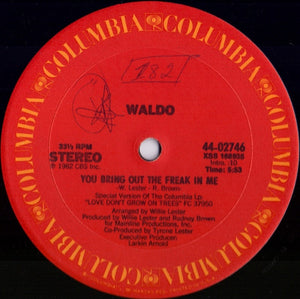 COLUMBIA COLUMBIA COLUMBIA COLUMBIA COLUMBIA COLUMBIA
182
WALDO
33⅓ RPM
STEREO
℗ 1982 CBS Inc.
44-02746
XSS 168935
Intro. :10
Time: 5:53
YOU BRING OUT THE FREAK IN ME
- W. Lester - R. Brown-
Special Version of the Columbia Lp
"LOVE DON'T GROW ON TREES" FC 37950
Arranged by Willie Lester
Produced by Willie Lester and Rodney Brown
for Mainline Productions, Inc.
Co-Produced by Tyrone Lester
Executive Producer:
Larkin Arnold